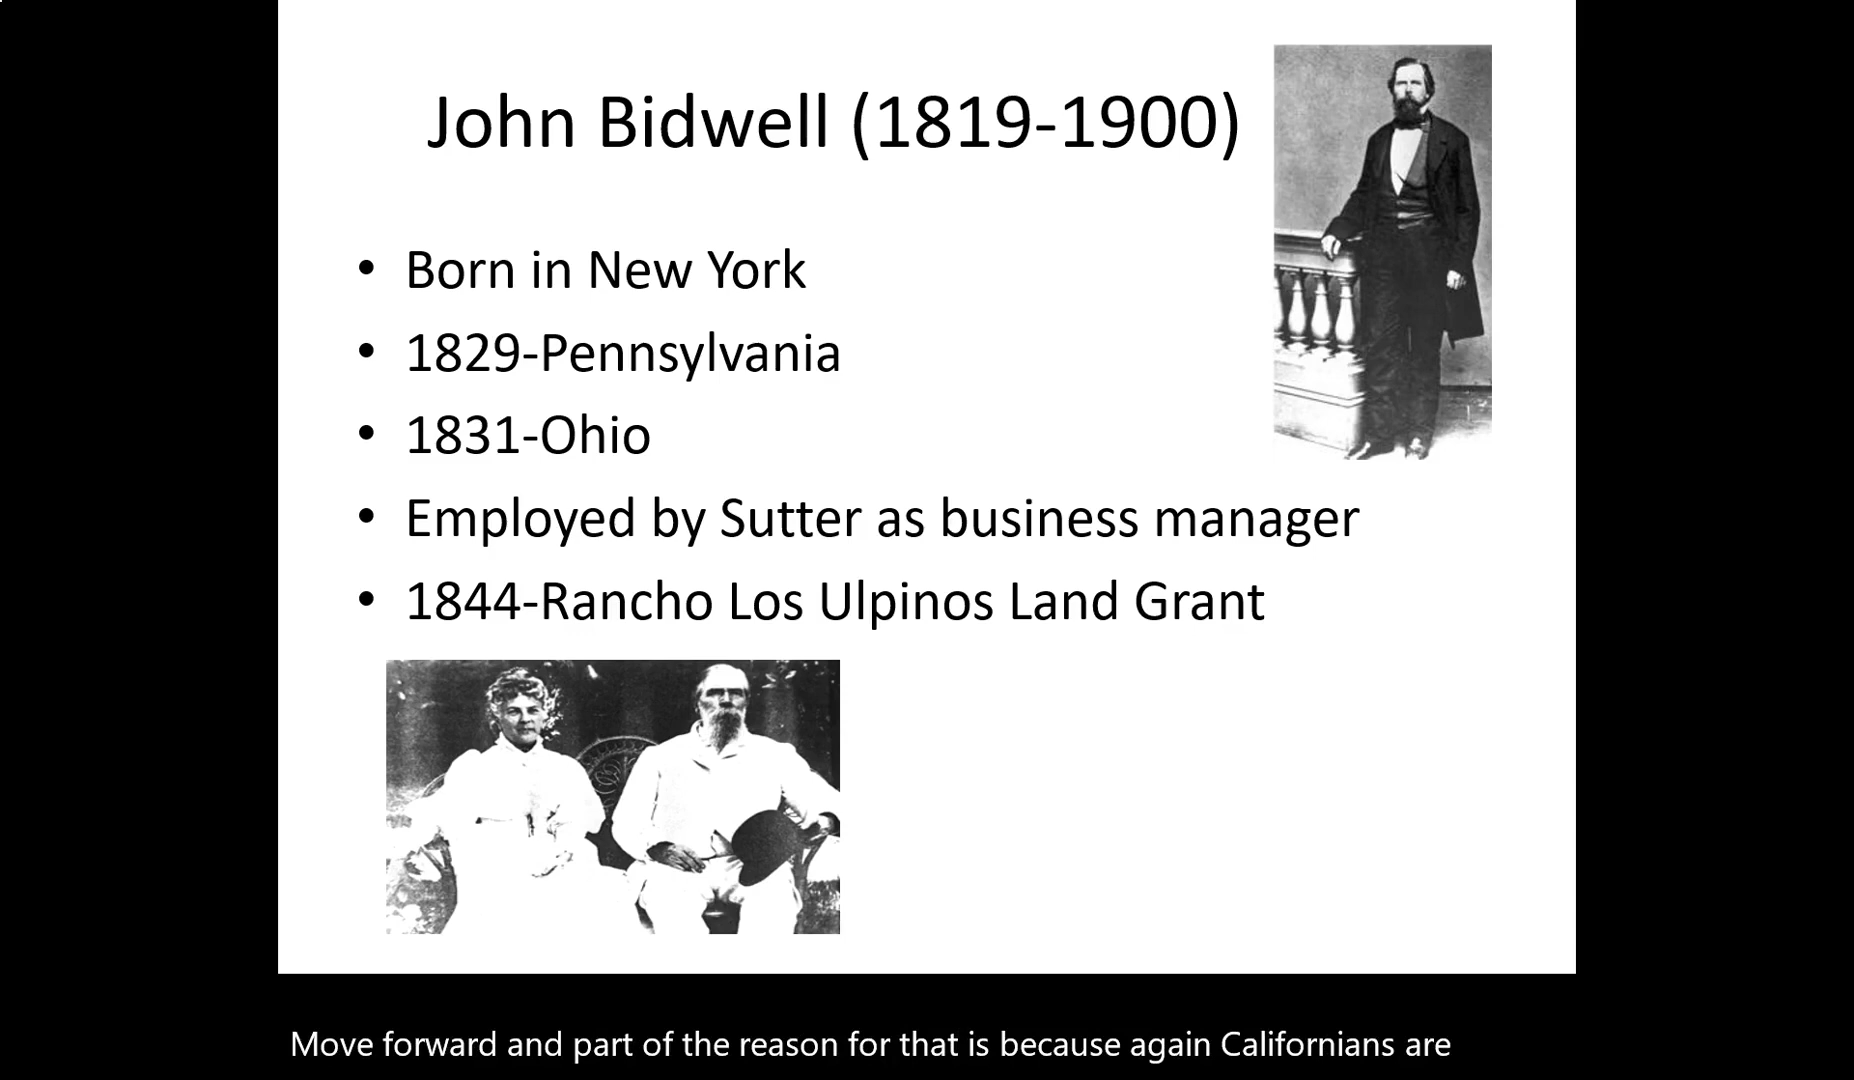 John Bidwell (1819-1900)
• Born in New York
• 1829-Pennsylvania
• 1831-Ohio
• Employed by Sutter as business manager
• 1844-Rancho Los Ulpinos Land Grant
Move forward and part of the reason for that is because again Californians are